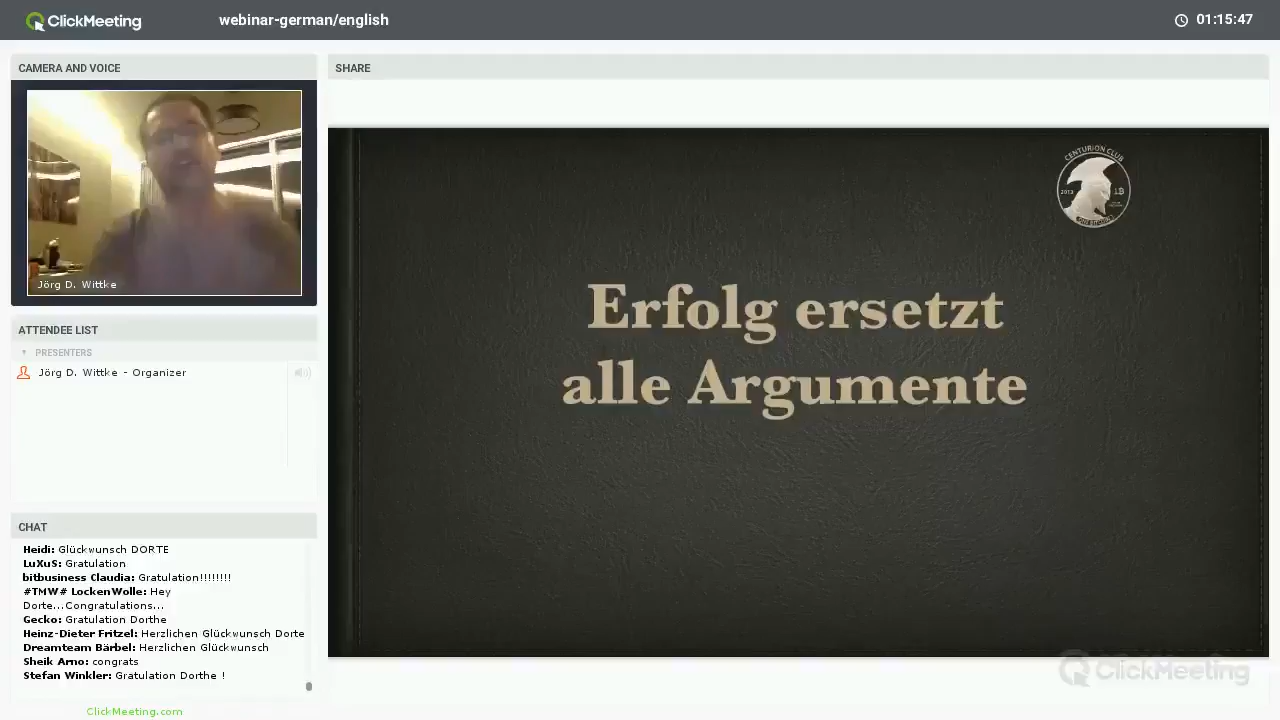 ClickMeeting
webinar-german/english
01:15:47
CAMERA AND VOICE
SHARE
Jörg D. Wittke
CENTURION CLUB
2013
Erfolg ersetzt
alle Argumente
ATTENDEE LIST
PRESENTERS
Jörg D. Wittke - Organizer
CHAT
Heidi: Glückwunsch DORTE
LuXuS: Gratulation
bitbusiness Claudia: Gratulation!!!!!!!!
#TMW# LockenWolle: Hey
Dorte...Congratulations...
Gecko: Gratulation Dorthe
Heinz-Dieter Fritzel: Herzlichen Glückwunsch Dorte
Dreamteam Bärbel: Herzlichen Glückwunsch
Sheik Arno: congrats
Stefan Winkler: Gratulation Dorthe !
ClickMeeting
ClickMeeting.com